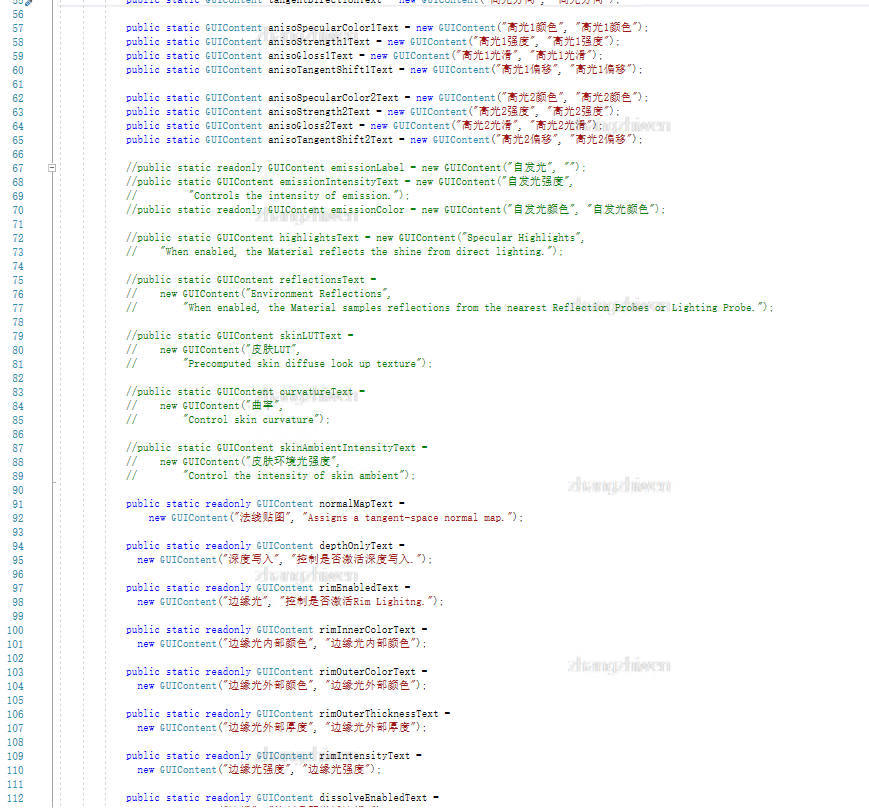 55 public static GUIContent tangentDirectionText = new GUIContent("高光方向", "高光方向");
56
57 public static GUIContent anisoSpecularColor1Text = new GUIContent("高光1颜色", "高光1颜色");
58 public static GUIContent anisoStrength1Text = new GUIContent("高光1强度", "高光1强度");
59 public static GUIContent anisoGloss1Text = new GUIContent("高光1光滑", "高光1光滑");
60 public static GUIContent anisoTangentShift1Text = new GUIContent("高光1偏移", "高光1偏移");
61
62 public static GUIContent anisoSpecularColor2Text = new GUIContent("高光2颜色", "高光2颜色");
63 public static GUIContent anisoStrength2Text = new GUIContent("高光2强度", "高光2强度");
64 public static GUIContent anisoGloss2Text = new GUIContent("高光2光滑", "高光2光滑");
65 public static GUIContent anisoTangentShift2Text = new GUIContent("高光2偏移", "高光2偏移");
66
67 //public static readonly GUIContent emissionLabel = new GUIContent("自发光", "");
68 //public static GUIContent emissionIntensityText = new GUIContent("自发光强度",
69 // "Controls the intensity of emission.");
70 //public static readonly GUIContent emissionColor = new GUIContent("自发光颜色", "自发光颜色");
71
72 //public static GUIContent highlightsText = new GUIContent("Specular Highlights",
73 // "When enabled, the Material reflects the shine from direct lighting.");
74
75 //public static GUIContent reflectionsText =
76 // new GUIContent("Environment Reflections",
77 // "When enabled, the Material samples reflections from the nearest Reflection Probes or Lighting Probe.");
78
79 //public static GUIContent skinLUTText =
80 // new GUIContent("皮肤LUT",
81 // "Precomputed skin diffuse look up texture");
82
83 //public static GUIContent curvatureText =
84 // new GUIContent("曲率",
85 // "Control skin curvature");
86
87 //public static GUIContent skinAmbientIntensityText =
88 // new GUIContent("皮肤环境光强度",
89 // "Control the intensity of skin ambient");
90
91 public static readonly GUIContent normalMapText =
92 new GUIContent("法线贴图", "Assigns a tangent-space normal map.");
93
94 public static readonly GUIContent depthOnlyText =
95 new GUIContent("深度写入", "控制是否激活深度写入.");
96
97 public static readonly GUIContent rimEnabledText =
98 new GUIContent("边缘光", "控制是否激活Rim Lighitng.");
99
100 public static readonly GUIContent rimInnerColorText =
101 new GUIContent("边缘光内部颜色", "边缘光内部颜色");
102
103 public static readonly GUIContent rimOuterColorText =
104 new GUIContent("边缘光外部颜色", "边缘光外部颜色");
105
106 public static readonly GUIContent rimOuterThicknessText =
107 new GUIContent("边缘光外部厚度", "边缘光外部厚度");
108
109 public static readonly GUIContent rimIntensityText =
110 new GUIContent("边缘光强度", "边缘光强度");
111
112 public static readonly GUIContent dissolveEnabledText =